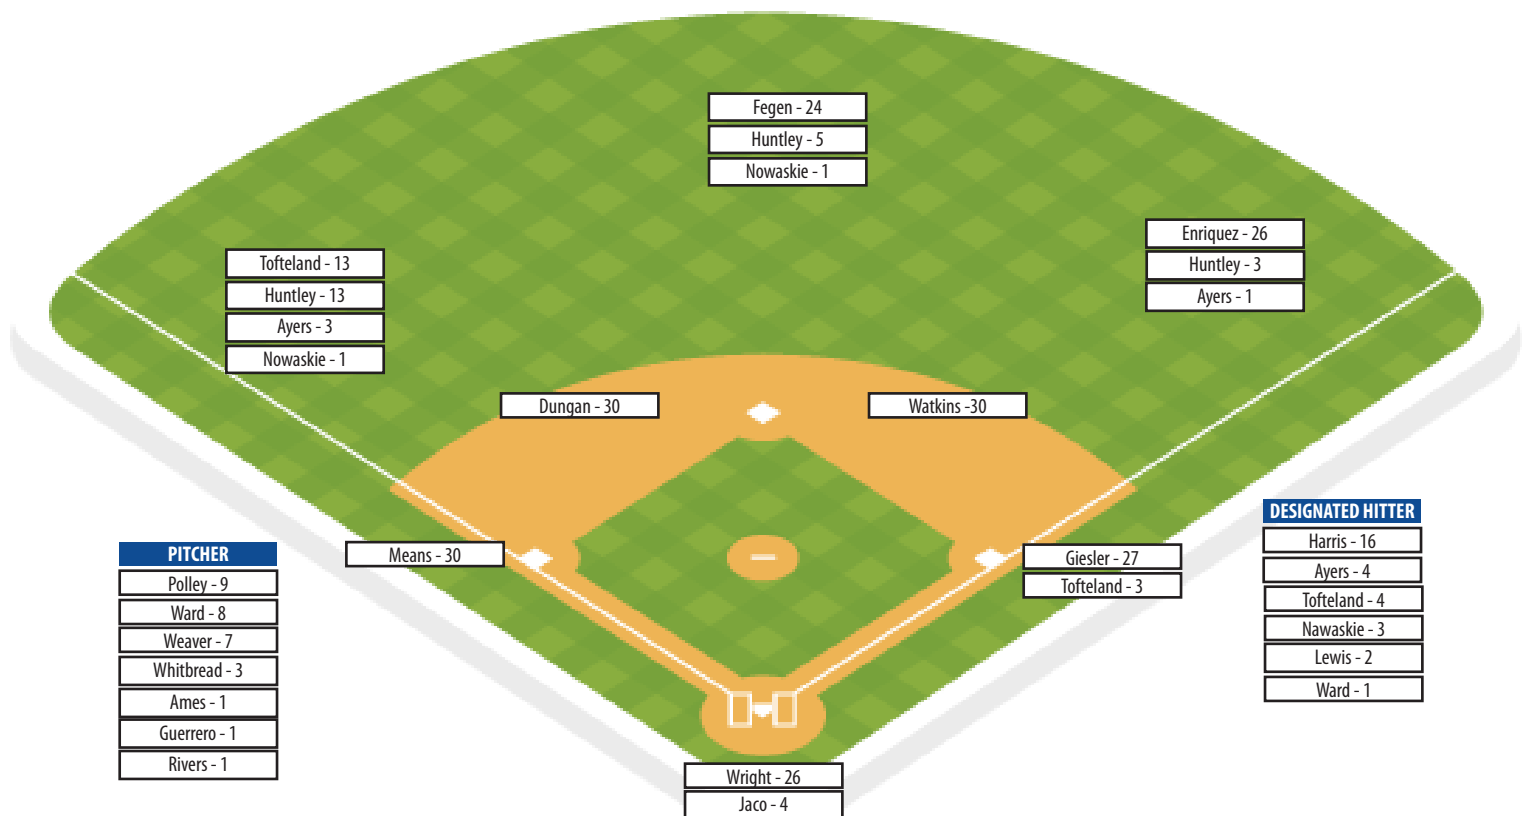 Fegen - 24
Huntley - 5
Nowaskie - 1
Enriquez - 26
Huntley - 3
Ayers - 1
Tofteland - 13
Huntley - 13
Ayers - 3
Nowaskie - 1
Dungan - 30
Watkins -30
Means - 30
Giesler - 27
Tofteland - 3
PITCHER
Polley - 9
Ward - 8
Weaver - 7
Whitbread - 3
Ames - 1
Guerrero - 1
Rivers - 1
DESIGNATED HITTER
Harris - 16
Ayers - 4
Tofteland - 4
Nawaskie - 3
Lewis - 2
Ward - 1
Wright - 26
Jaco - 4